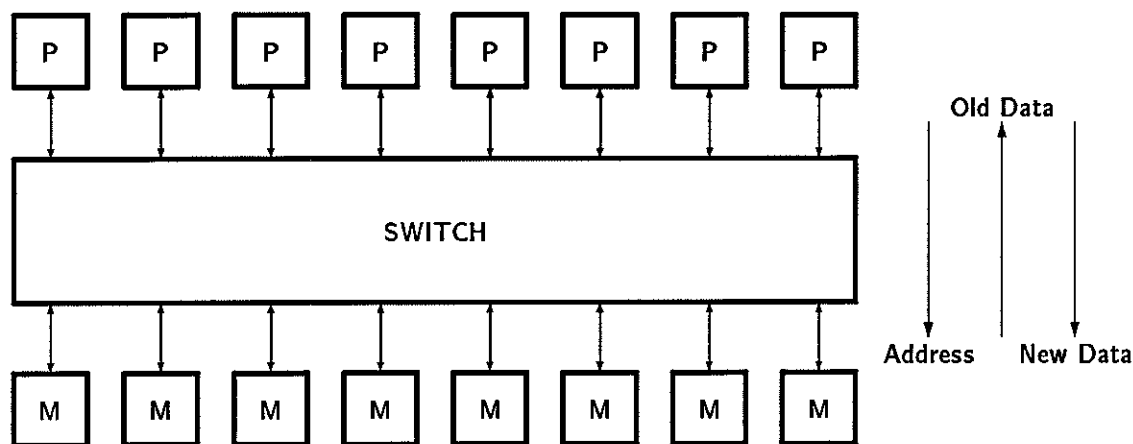 P P P P P P P P
Old Data
SWITCH
Address New Data
M M M M M M M M